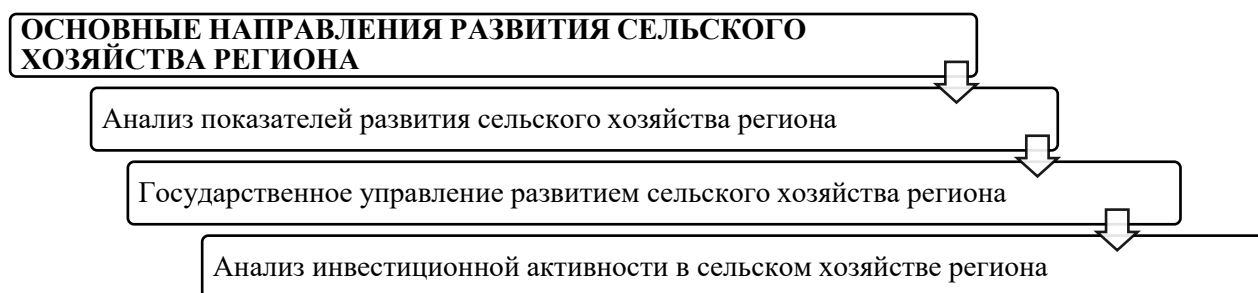 ОСНОВНЫЕ НАПРАВЛЕНИЯ РАЗВИТИЯ СЕЛЬСКОГО
ХОЗЯЙСТВА РЕГИОНА
Анализ показателей развития сельского хозяйства региона
Государственное управление развитием сельского хозяйства региона
Анализ инвестиционной активности в сельском хозяйстве региона